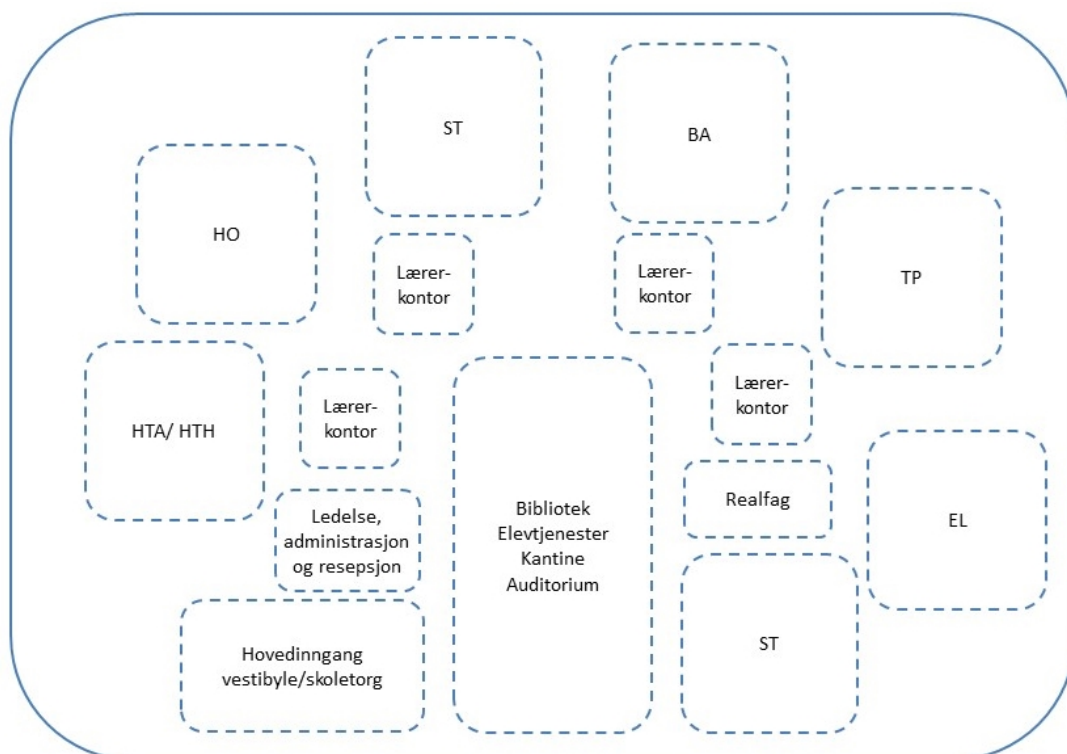 ST
BA
HO
TP
Lærer-
kontor
Lærer-
kontor
Lærer-
kontor
Lærer-
kontor
HTA/ HTH
Realfag
EL
Ledelse,
administrasjon
og resepsjon
Bibliotek
Elevtjenester
Kantine
Auditorium
Hovedinngang
vestibyle/skoletorg
ST